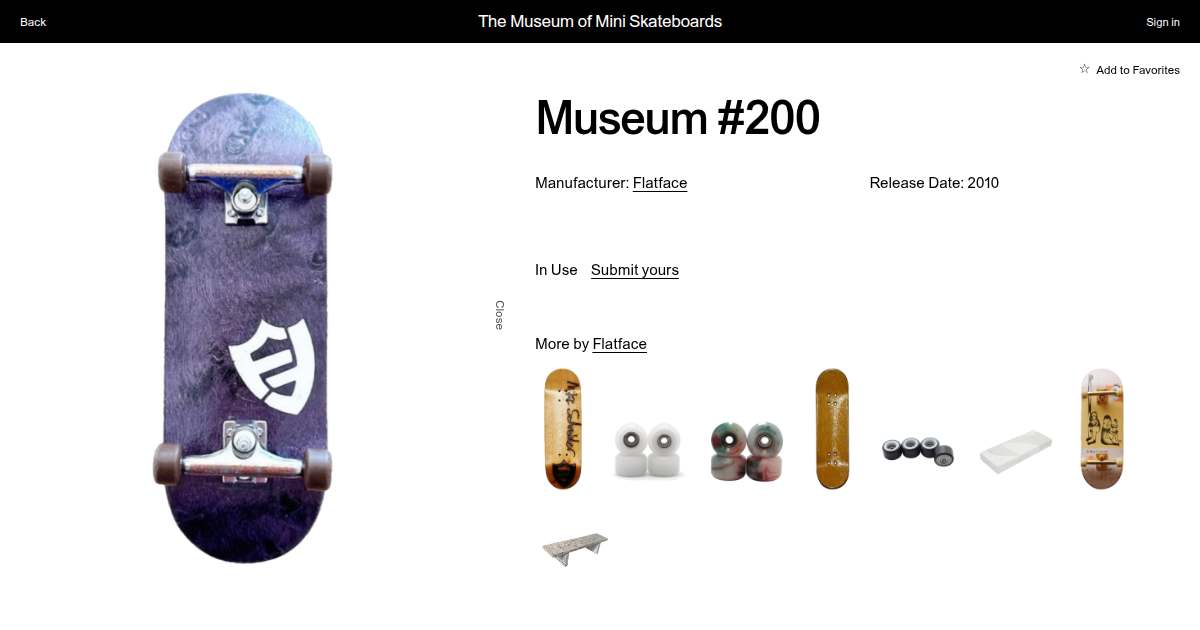 Back
The Museum of Mini Skateboards
Sign in
☆ Add to Favorites
Museum #200
Manufacturer: Flatface
Release Date: 2010
In Use Submit yours
Close
More by Flatface